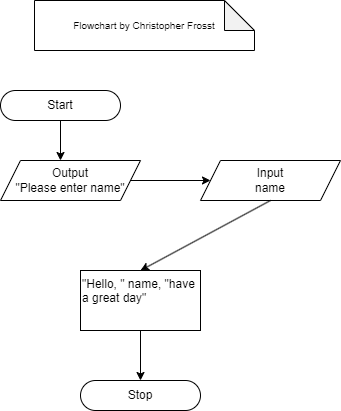 Flowchart by Christopher Frosst
Start
Output
"Please enter name"
Input
name
"Hello, " name, "have
a great day"
Stop